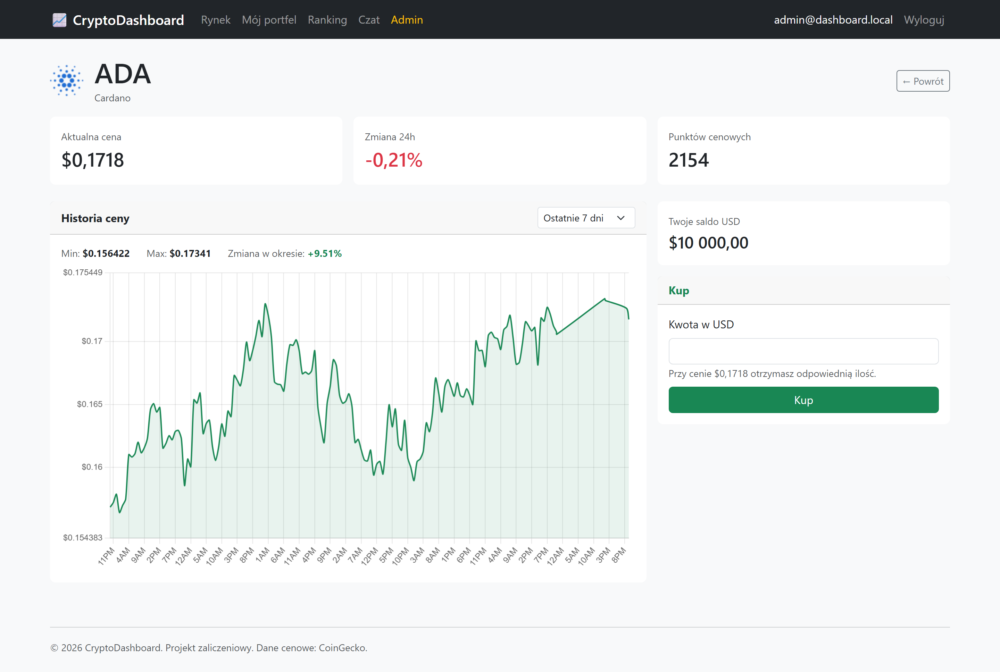 CryptoDashboard Rynek Mój portfel Ranking Czat Admin admin@dashboard.local Wyloguj
ADA
Cardano
← Powrót
Aktualna cena
$0,1718
Zmiana 24h
-0,21%
Punktów cenowych
2154
Historia ceny
Ostatnie 7 dni
Min: $0.156422 Max: $0.17341 Zmiana w okresie: +9.51%
$0.175449
$0.17
$0.165
$0.16
$0.154383
11PM 4AM 9AM 2PM 7PM 12AM 5AM 10AM 3PM 8PM 1AM 6AM 11AM 4PM 9PM 2AM 7AM 12PM 5PM 10PM 3AM 8AM 1PM 6PM 11PM 4AM 9AM 2PM 7PM 12AM 5AM 10AM 3PM 8PM
Twoje saldo USD
$10 000,00
Kup
Kwota w USD
Przy cenie $0,1718 otrzymasz odpowiednią ilość.
Kup
© 2026 CryptoDashboard. Projekt zaliczeniowy. Dane cenowe: CoinGecko.